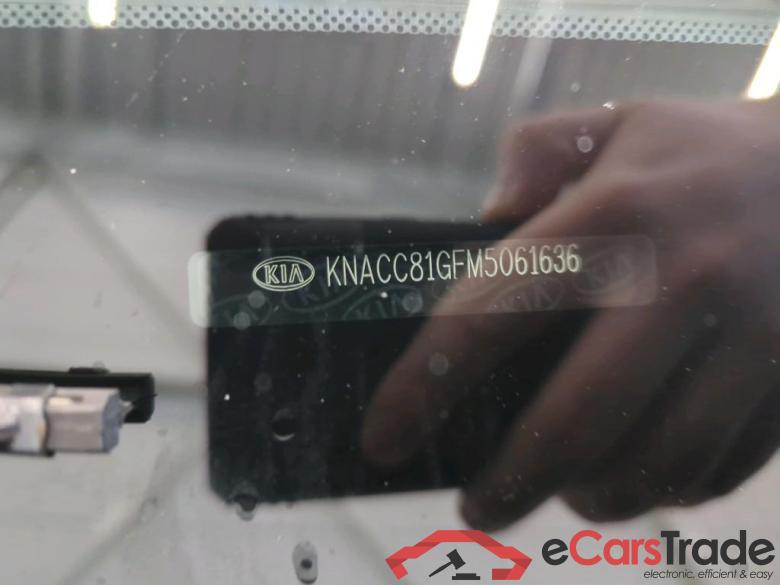 KIA KNACC81GFM5061636
eCarsTrade
electronic, efficient & easy